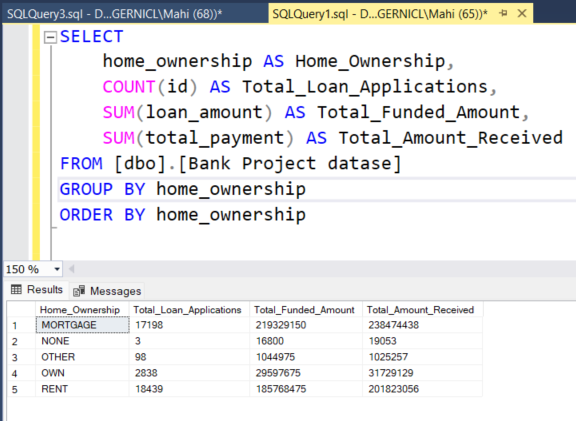 SQLQuery3.sql - D...GERNICL\Mahi (68))* SQLQuery1.sql - D...GERNICL\Mahi (65))*
SELECT
home_ownership AS Home_Ownership,
COUNT(id) AS Total_Loan_Applications,
SUM(loan_amount) AS Total_Funded_Amount,
SUM(total_payment) AS Total_Amount_Received
FROM [dbo].[Bank Project datase]
GROUP BY home_ownership
ORDER BY home_ownership
150 %
Results Messages
Home_Ownership Total_Loan_Applications Total_Funded_Amount Total_Amount_Received
1 MORTGAGE 17198 219329150 238474438
2 NONE 3 16800 19053
3 OTHER 98 1044975 1025257
4 OWN 2838 29597675 31729129
5 RENT 18439 185768475 201823056